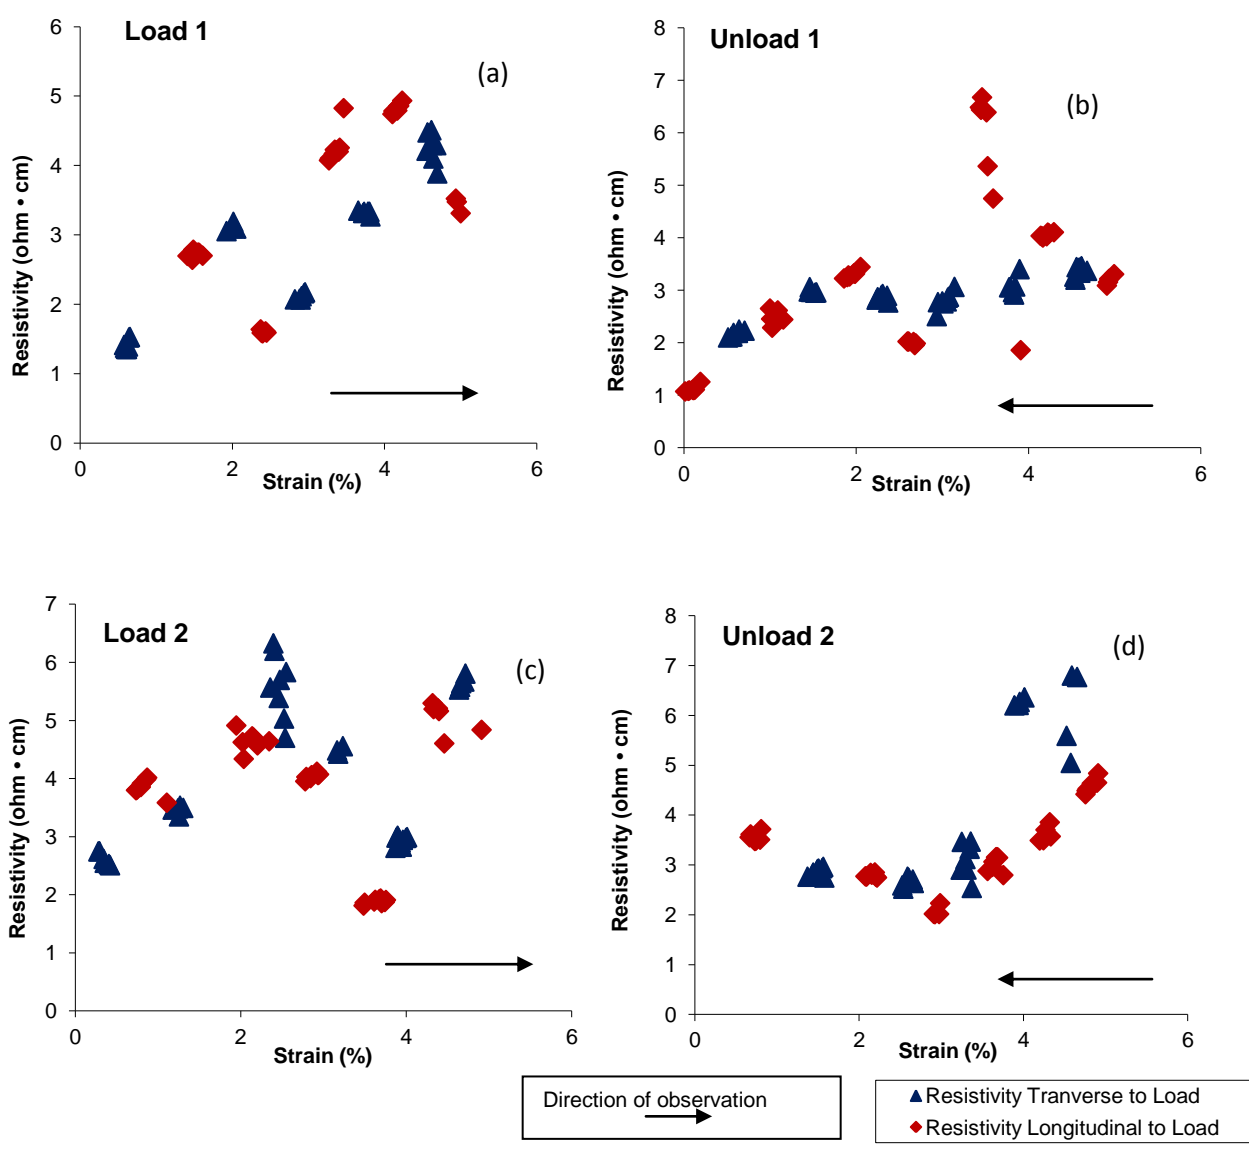 Load 1
(a)
6
5
4
3
2
1
0
0 2 4 6
Resistivity (ohm • cm)
Strain (%)
Unload 1
(b)
8
7
6
5
4
3
2
1
0
0 2 4 6
Resistivity (ohm • cm)
Strain (%)
Load 2
(c)
7
6
5
4
3
2
1
0
0 2 4 6
Resistivity (ohm • cm)
Strain (%)
Unload 2
(d)
8
7
6
5
4
3
2
1
0
0 2 4 6
Resistivity (ohm • cm)
Strain (%)
Direction of observation
Resistivity Tranverse to Load
Resistivity Longitudinal to Load